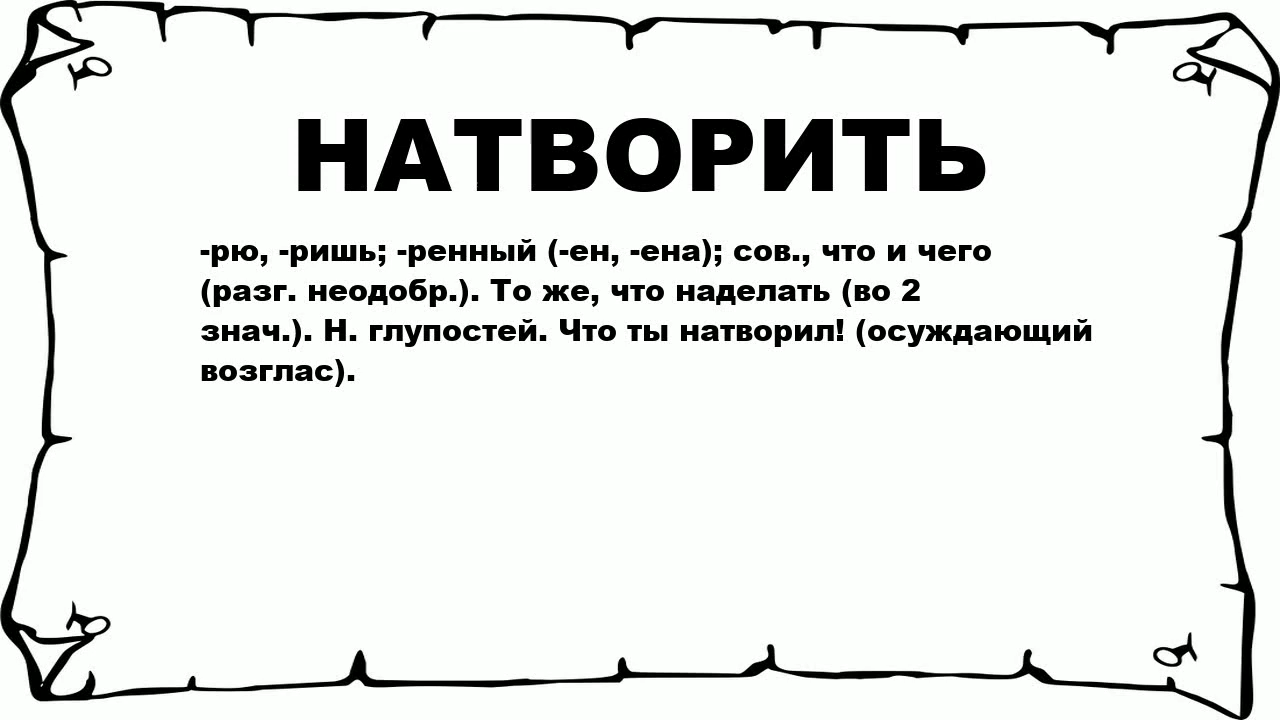 НАТВОРИТЬ
-рю, -ришь; -ренный (-ен, -ена); сов., что и чего
(разг. неодобр.). То же, что наделать (во 2
знач.). Н. глупостей. Что ты натворил! (осуждающий
возглас).